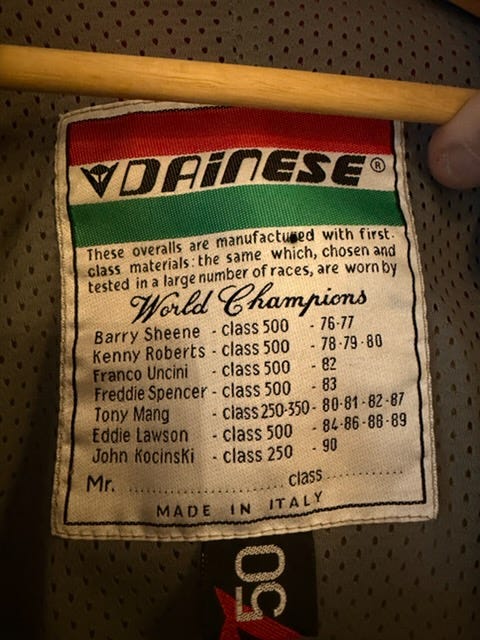 DAINESE®
These overalls are manufactured with first-
class materials: the same which, chosen and
tested in a large number of races, are worn by
World Champions
Barry Sheene - class 500 - 76-77
Kenny Roberts - class 500 - 78-79-80
Franco Uncini - class 500 - 82
Freddie Spencer - class 500 - 83
Tony Mang - class 250-350 - 80-81-82-87
Eddie Lawson - class 500 - 84-86-88-89
John Kocinski - class 250 - 90
Mr. .............................. class ....................
MADE IN ITALY
50